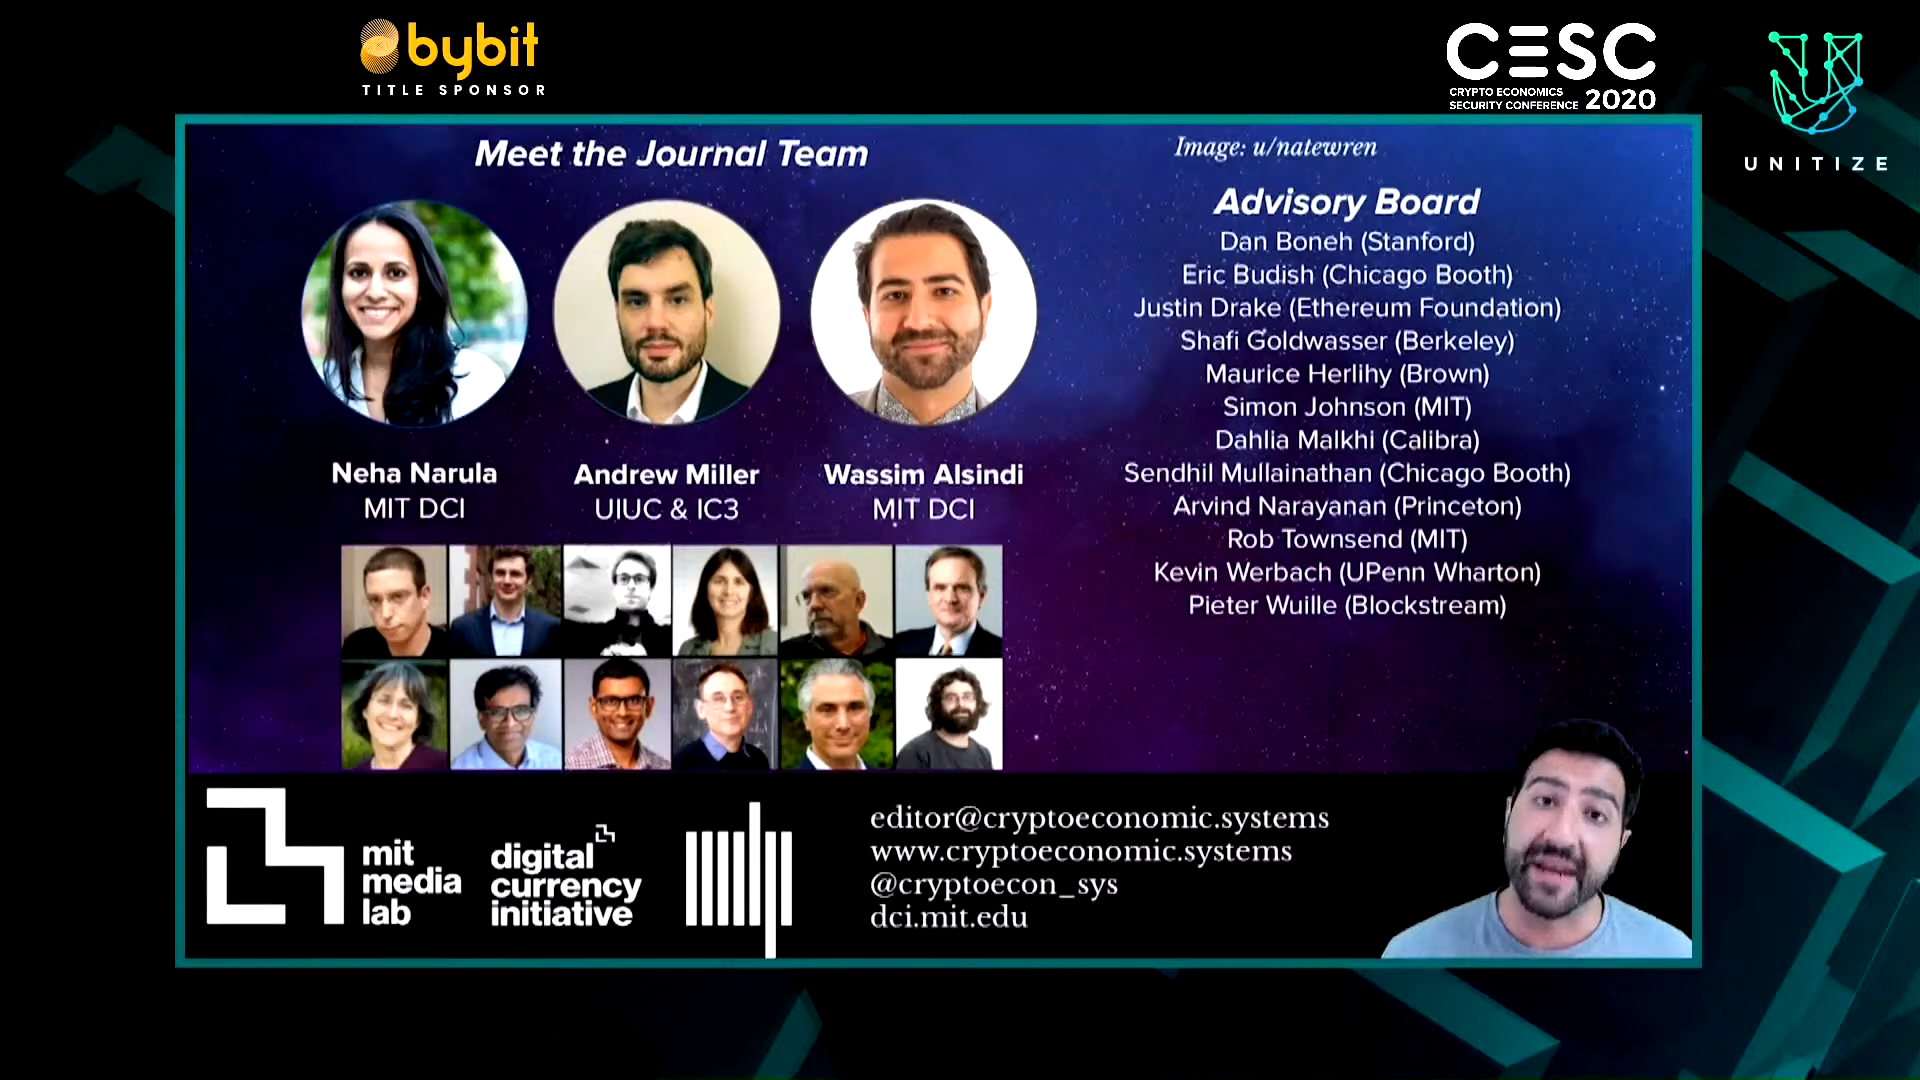 bybit
TITLE SPONSOR
CESC
CRYPTO ECONOMICS
SECURITY CONFERENCE 2020
UNITIZE
Meet the Journal Team
Image: u/natewren
Neha Narula
MIT DCI
Andrew Miller
UIUC & IC3
Wassim Alsindi
MIT DCI
Advisory Board
Dan Boneh (Stanford)
Eric Budish (Chicago Booth)
Justin Drake (Ethereum Foundation)
Shafi Goldwasser (Berkeley)
Maurice Herlihy (Brown)
Simon Johnson (MIT)
Dahlia Malkhi (Calibra)
Sendhil Mullainathan (Chicago Booth)
Arvind Narayanan (Princeton)
Rob Townsend (MIT)
Kevin Werbach (UPenn Wharton)
Pieter Wuille (Blockstream)
mit
media
lab
digital
currency
initiative
editor@cryptoeconomic.systems
www.cryptoeconomic.systems
@cryptoecon_sys
dci.mit.edu